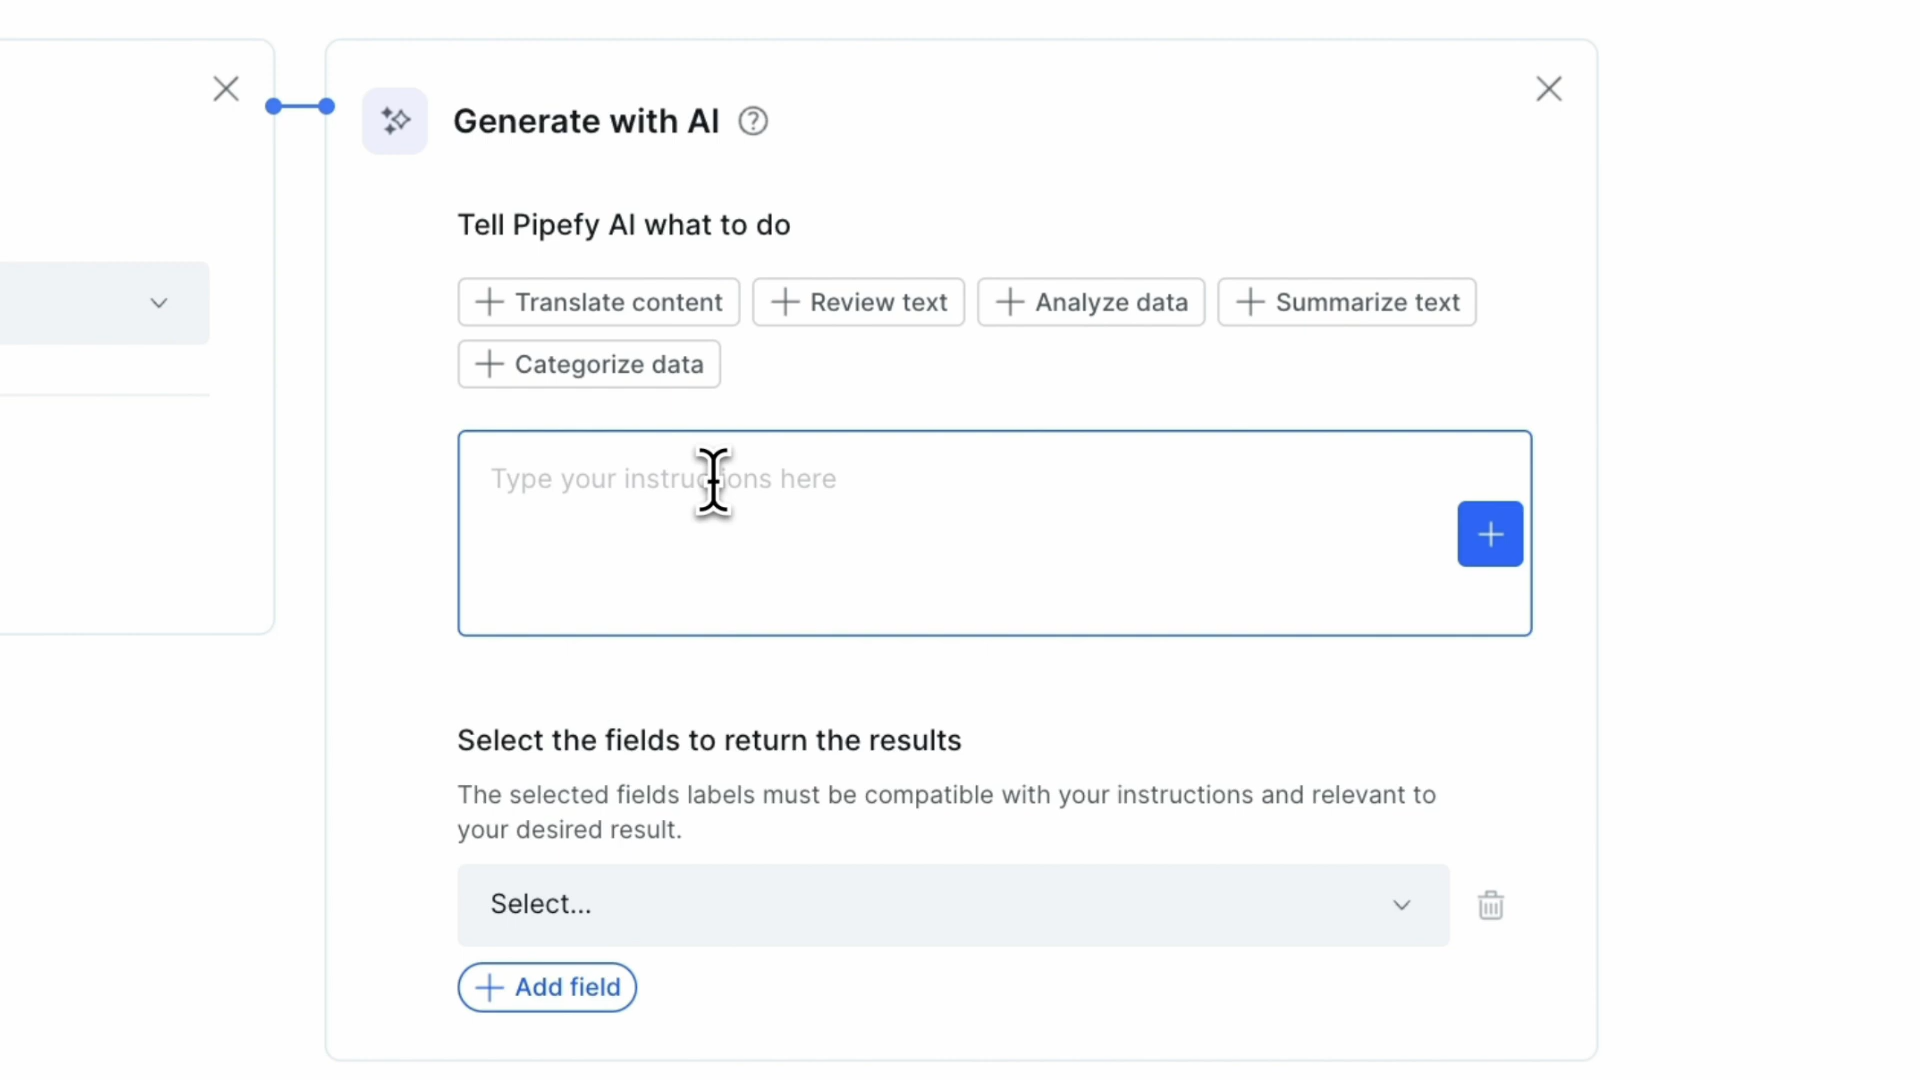 Generate with AI
Tell Pipefy AI what to do
Translate content
Review text
Analyze data
Summarize text
Categorize data
Type your instructions here
Select the fields to return the results
The selected fields labels must be compatible with your instructions and relevant to
your desired result.
Select...
Add field